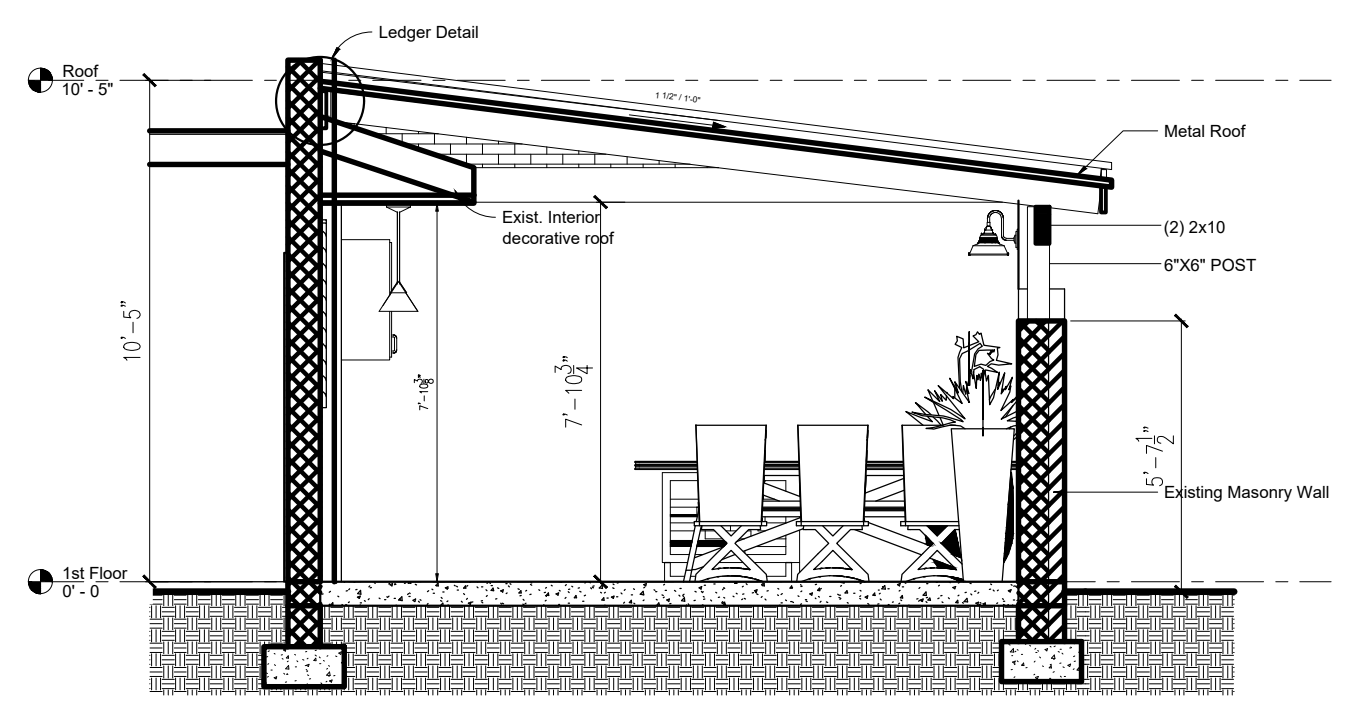 Ledger Detail
Roof
10' - 5"
1 1/2" / 1'-0"
Metal Roof
Exist. Interior
decorative roof
(2) 2x10
6"X6" POST
10'-5"
7'-10 3/8"
7'-10 3/4"
5'-7 1/2"
Existing Masonry Wall
1st Floor
0' - 0